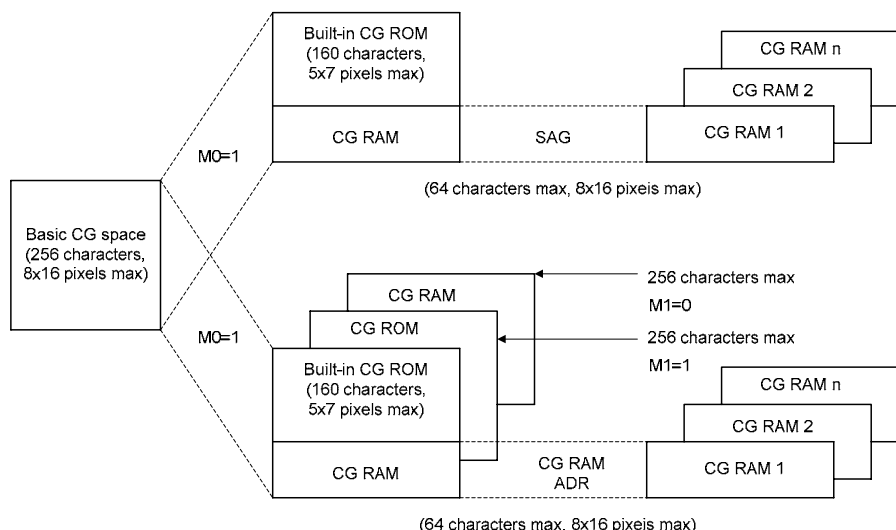 Built-in CG ROM
(160 characters,
5x7 pixels max)
CG RAM
M0=1
SAG
CG RAM n
CG RAM 2
CG RAM 1
(64 characters max, 8x16 pixeis max)
Basic CG space
(256 characters,
8x16 pixels max)
M0=1
CG RAM
CG ROM
Built-in CG ROM
(160 characters,
5x7 pixels max)
CG RAM
256 characters max
M1=0
256 characters max
M1=1
CG RAM
ADR
CG RAM n
CG RAM 2
CG RAM 1
(64 characters max, 8x16 pixeis max)